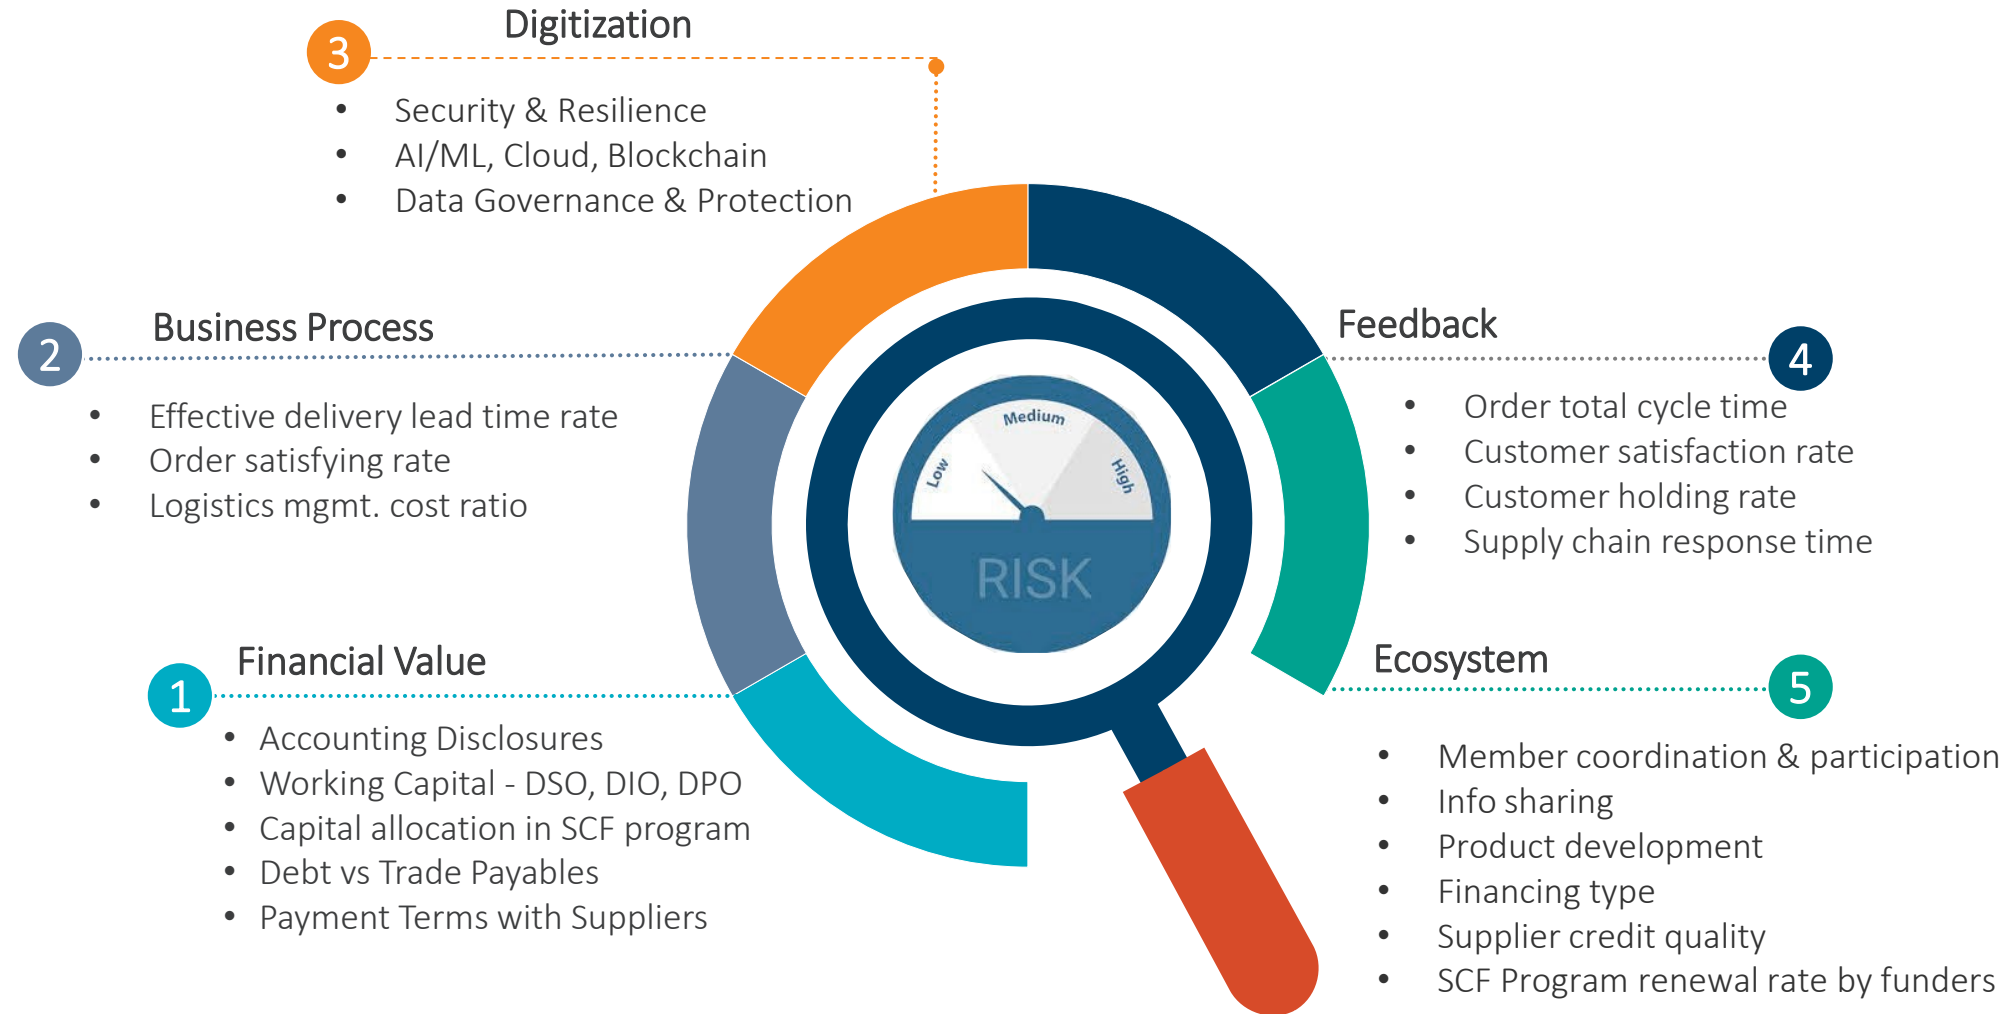 Digitization
3
• Security & Resilience
• AI/ML, Cloud, Blockchain
• Data Governance & Protection
Business Process
2
• Effective delivery lead time rate
• Order satisfying rate
• Logistics mgmt. cost ratio
Financial Value
1
• Accounting Disclosures
• Working Capital - DSO, DIO, DPO
• Capital allocation in SCF program
• Debt vs Trade Payables
• Payment Terms with Suppliers
Low
Medium
High
RISK
Feedback
4
• Order total cycle time
• Customer satisfaction rate
• Customer holding rate
• Supply chain response time
Ecosystem
5
• Member coordination & participation
• Info sharing
• Product development
• Financing type
• Supplier credit quality
• SCF Program renewal rate by funders